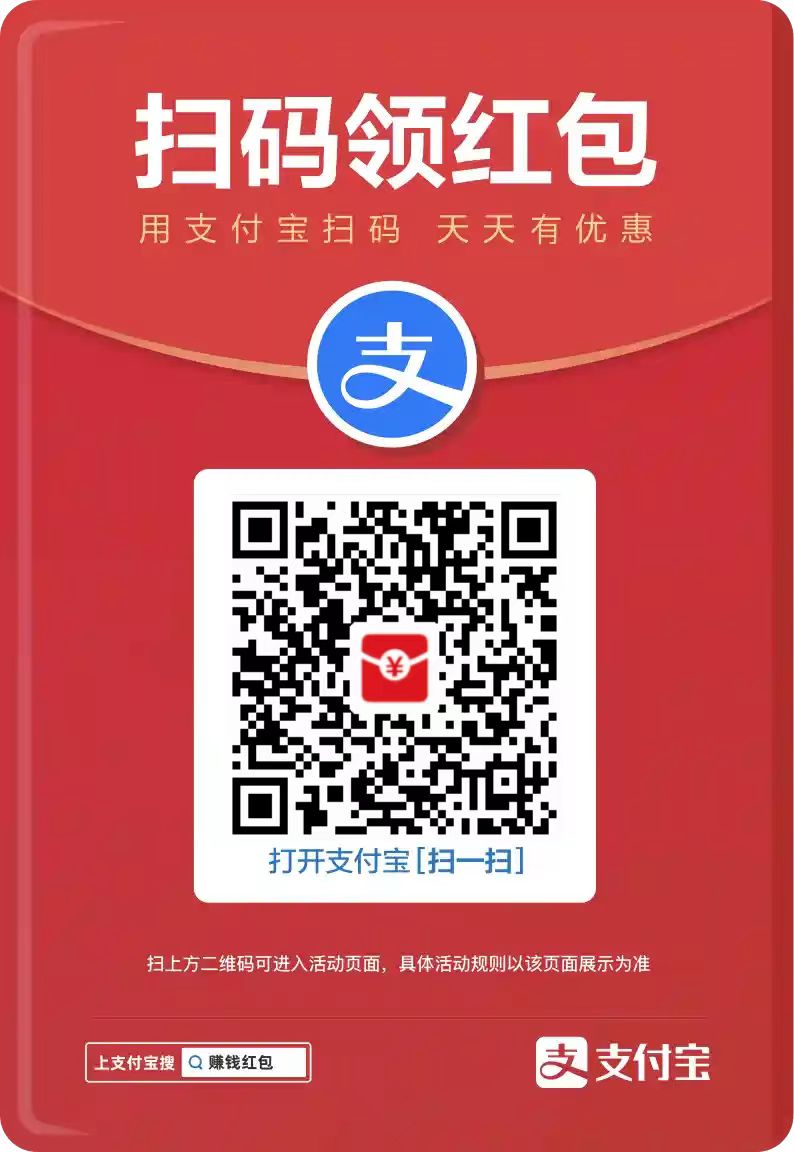 扫码领红包
用支付宝扫码 天天有优惠
支
¥
打开支付宝[扫一扫]
扫上方二维码可进入活动页面，具体活动规则以该页面展示为准
上支付宝搜 赚钱红包
支 支付宝